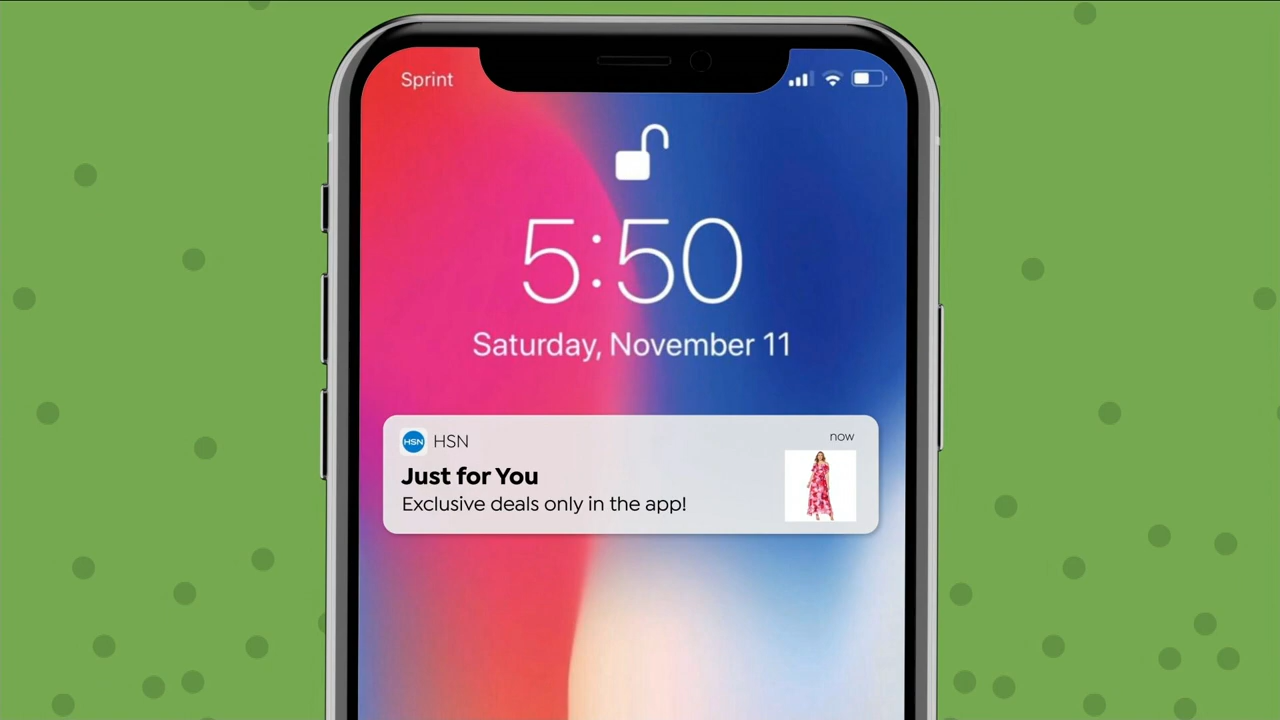 Sprint
5:50
Saturday, November 11
HSN HSN
now
Just for You
Exclusive deals only in the app!